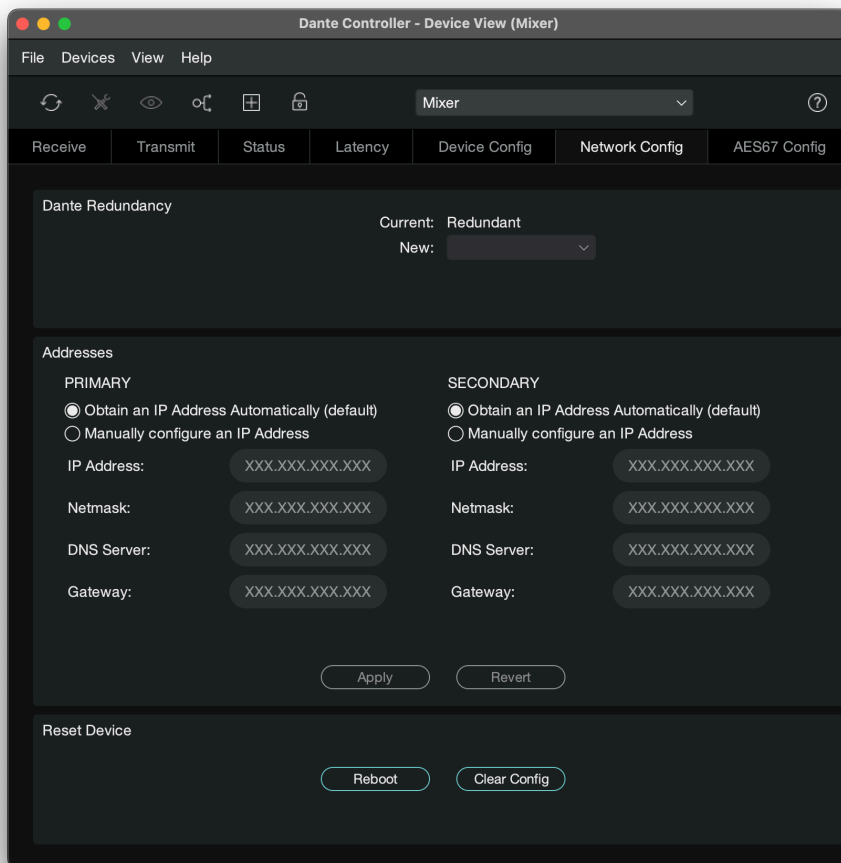 Dante Controller - Device View (Mixer)
File Devices View Help
Mixer
?
Receive Transmit Status Latency Device Config Network Config AES67 Config
Dante Redundancy
Current: Redundant
New:
Addresses
PRIMARY SECONDARY
Obtain an IP Address Automatically (default) Obtain an IP Address Automatically (default)
Manually configure an IP Address Manually configure an IP Address
IP Address: XXX.XXX.XXX.XXX IP Address: XXX.XXX.XXX.XXX
Netmask: XXX.XXX.XXX.XXX Netmask: XXX.XXX.XXX.XXX
DNS Server: XXX.XXX.XXX.XXX DNS Server: XXX.XXX.XXX.XXX
Gateway: XXX.XXX.XXX.XXX Gateway: XXX.XXX.XXX.XXX
Apply Revert
Reset Device
Reboot Clear Config